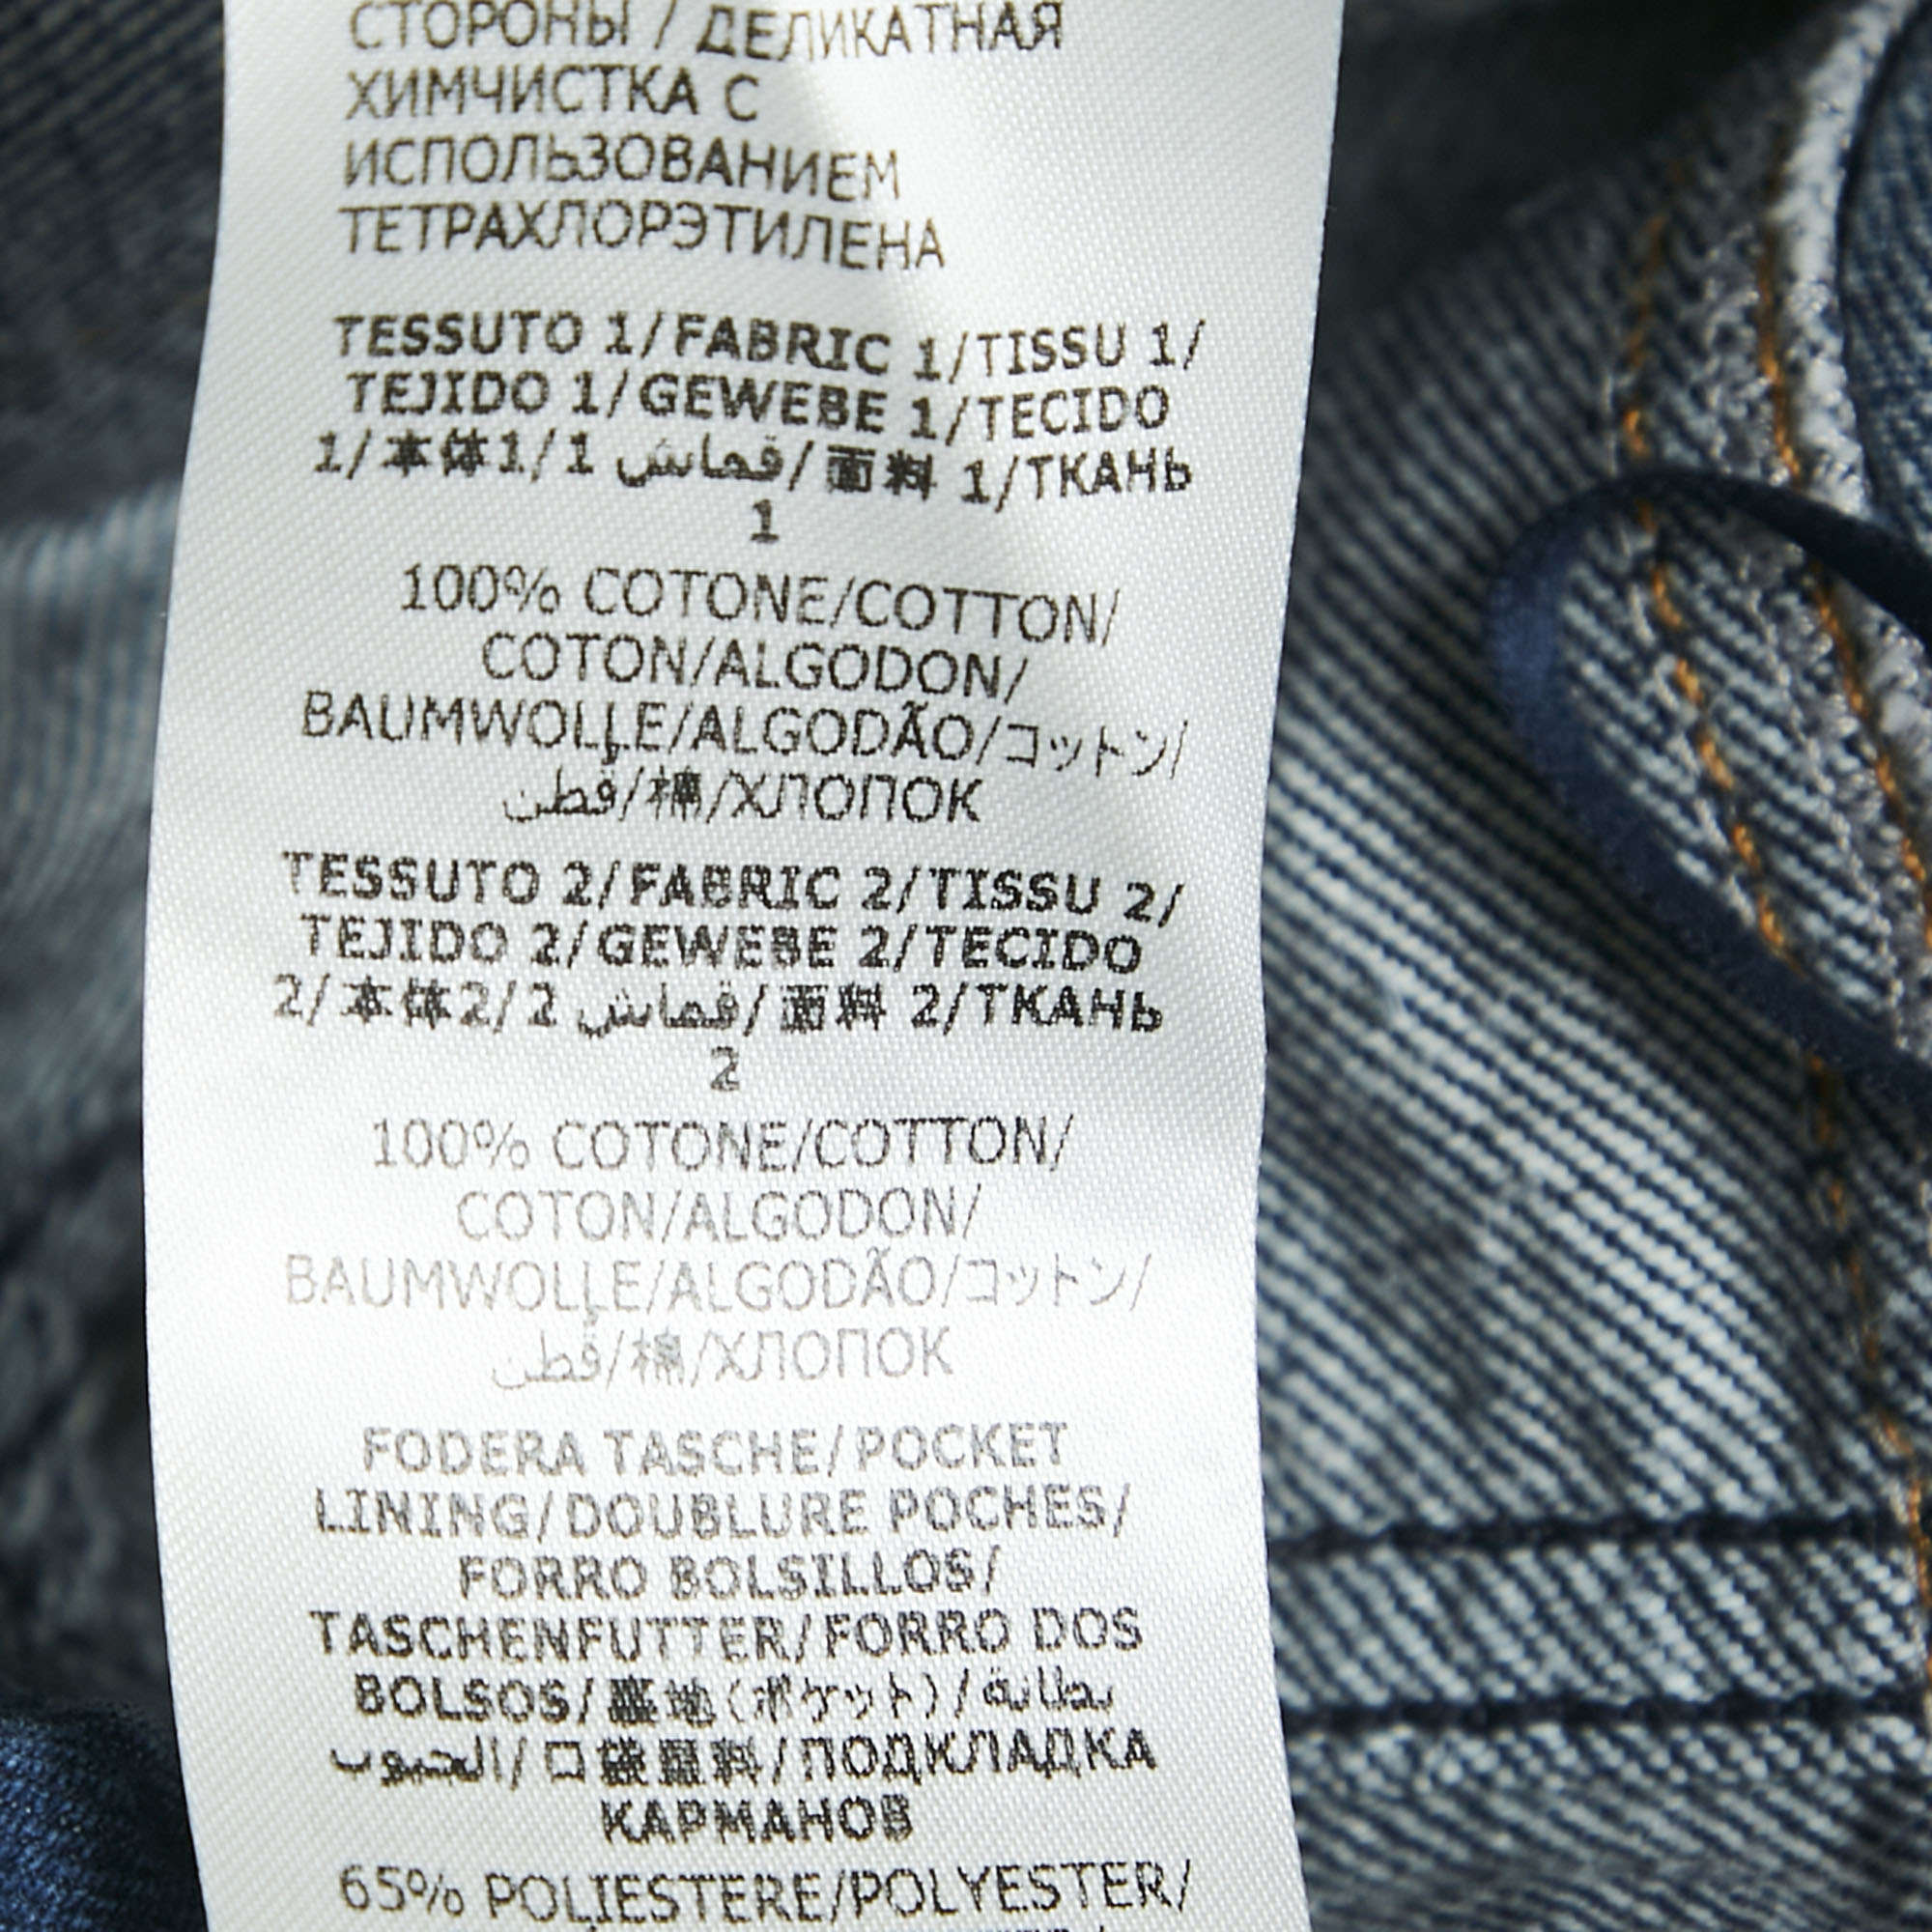 СТОРОНЫ / ДЕЛИКАТНАЯ
ХИМЧИСТКА С
ИСПОЛЬЗОВАНИЕМ
ТЕТРАХЛОРЭТИЛЕНА
TESSUTO 1/FABRIC 1/TISSU 1/
TEJIDO 1/GEWEBE 1/TECIDO
1/本体1/1 قماش/面料 1/ТКАНЬ
1
100% COTONE/COTTON/
COTON/ALGODON/
BAUMWOLLE/ALGODÃO/コットン/
قطن/棉/ХЛОПОК
TESSUTO 2/FABRIC 2/TISSU 2/
TEJIDO 2/GEWEBE 2/TECIDO
2/本体2/2 قماش/面料 2/ТКАНЬ
2
100% COTONE/COTTON/
COTON/ALGODON/
BAUMWOLLE/ALGODÃO/コットン/
قطن/棉/ХЛОПОК
FODERA TASCHE/POCKET
LINING/DOUBLURE POCHES/
FORRO BOLSILLOS/
TASCHENFUTTER/FORRO DOS
BOLSOS/裏地(ポケット)/بطانة
الجيوب/口袋里料/ПОДКЛАДКА
КАРМАНОВ
65% POLIESTERE/POLYESTER/